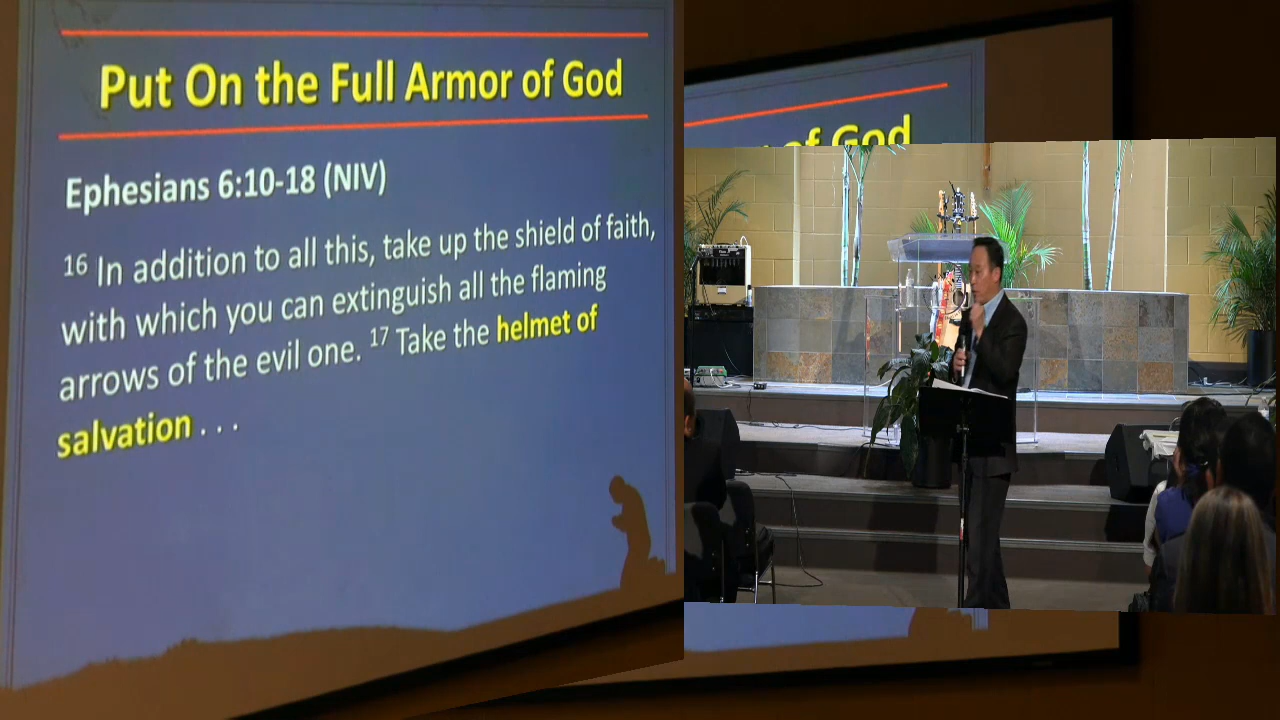 Put On the Full Armor of God
Ephesians 6:10-18 (NIV)
16 In addition to all this, take up the shield of faith,
with which you can extinguish all the flaming
arrows of the evil one. 17 Take the helmet of
salvation . . .
of God